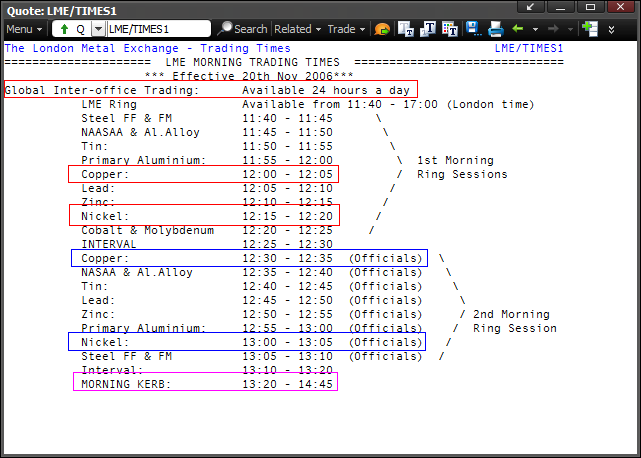 Quote: LME/TIMES1
Menu Q LME/TIMES1 Search Related Trade
The London Metal Exchange - Trading Times LME/TIMES1
===================== LME MORNING TRADING TIMES ==============================
*** Effective 20th Nov 2006***
Global Inter-office Trading: Available 24 hours a day
LME Ring Available from 11:40 - 17:00 (London time)
Steel FF & FM 11:40 - 11:45 \
NAASAA & Al.Alloy 11:45 - 11:50 \
Tin: 11:50 - 11:55 \
Primary Aluminium: 11:55 - 12:00 \ 1st Morning
Copper: 12:00 - 12:05 / Ring Sessions
Lead: 12:05 - 12:10 /
Zinc: 12:10 - 12:15 /
Nickel: 12:15 - 12:20 /
Cobalt & Molybdenum 12:20 - 12:25 /
INTERVAL 12:25 - 12:30
Copper: 12:30 - 12:35 (Officials) \
NASAA & Al.Alloy 12:35 - 12:40 (Officials) \
Tin: 12:40 - 12:45 (Officials) \
Lead: 12:45 - 12:50 (Officials) \
Zinc: 12:50 - 12:55 (Officials) / 2nd Morning
Primary Aluminium: 12:55 - 13:00 (Officials) / Ring Session
Nickel: 13:00 - 13:05 (Officials) /
Steel FF & FM 13:05 - 13:10 (Officials) /
Interval: 13:10 - 13:20
MORNING KERB: 13:20 - 14:45